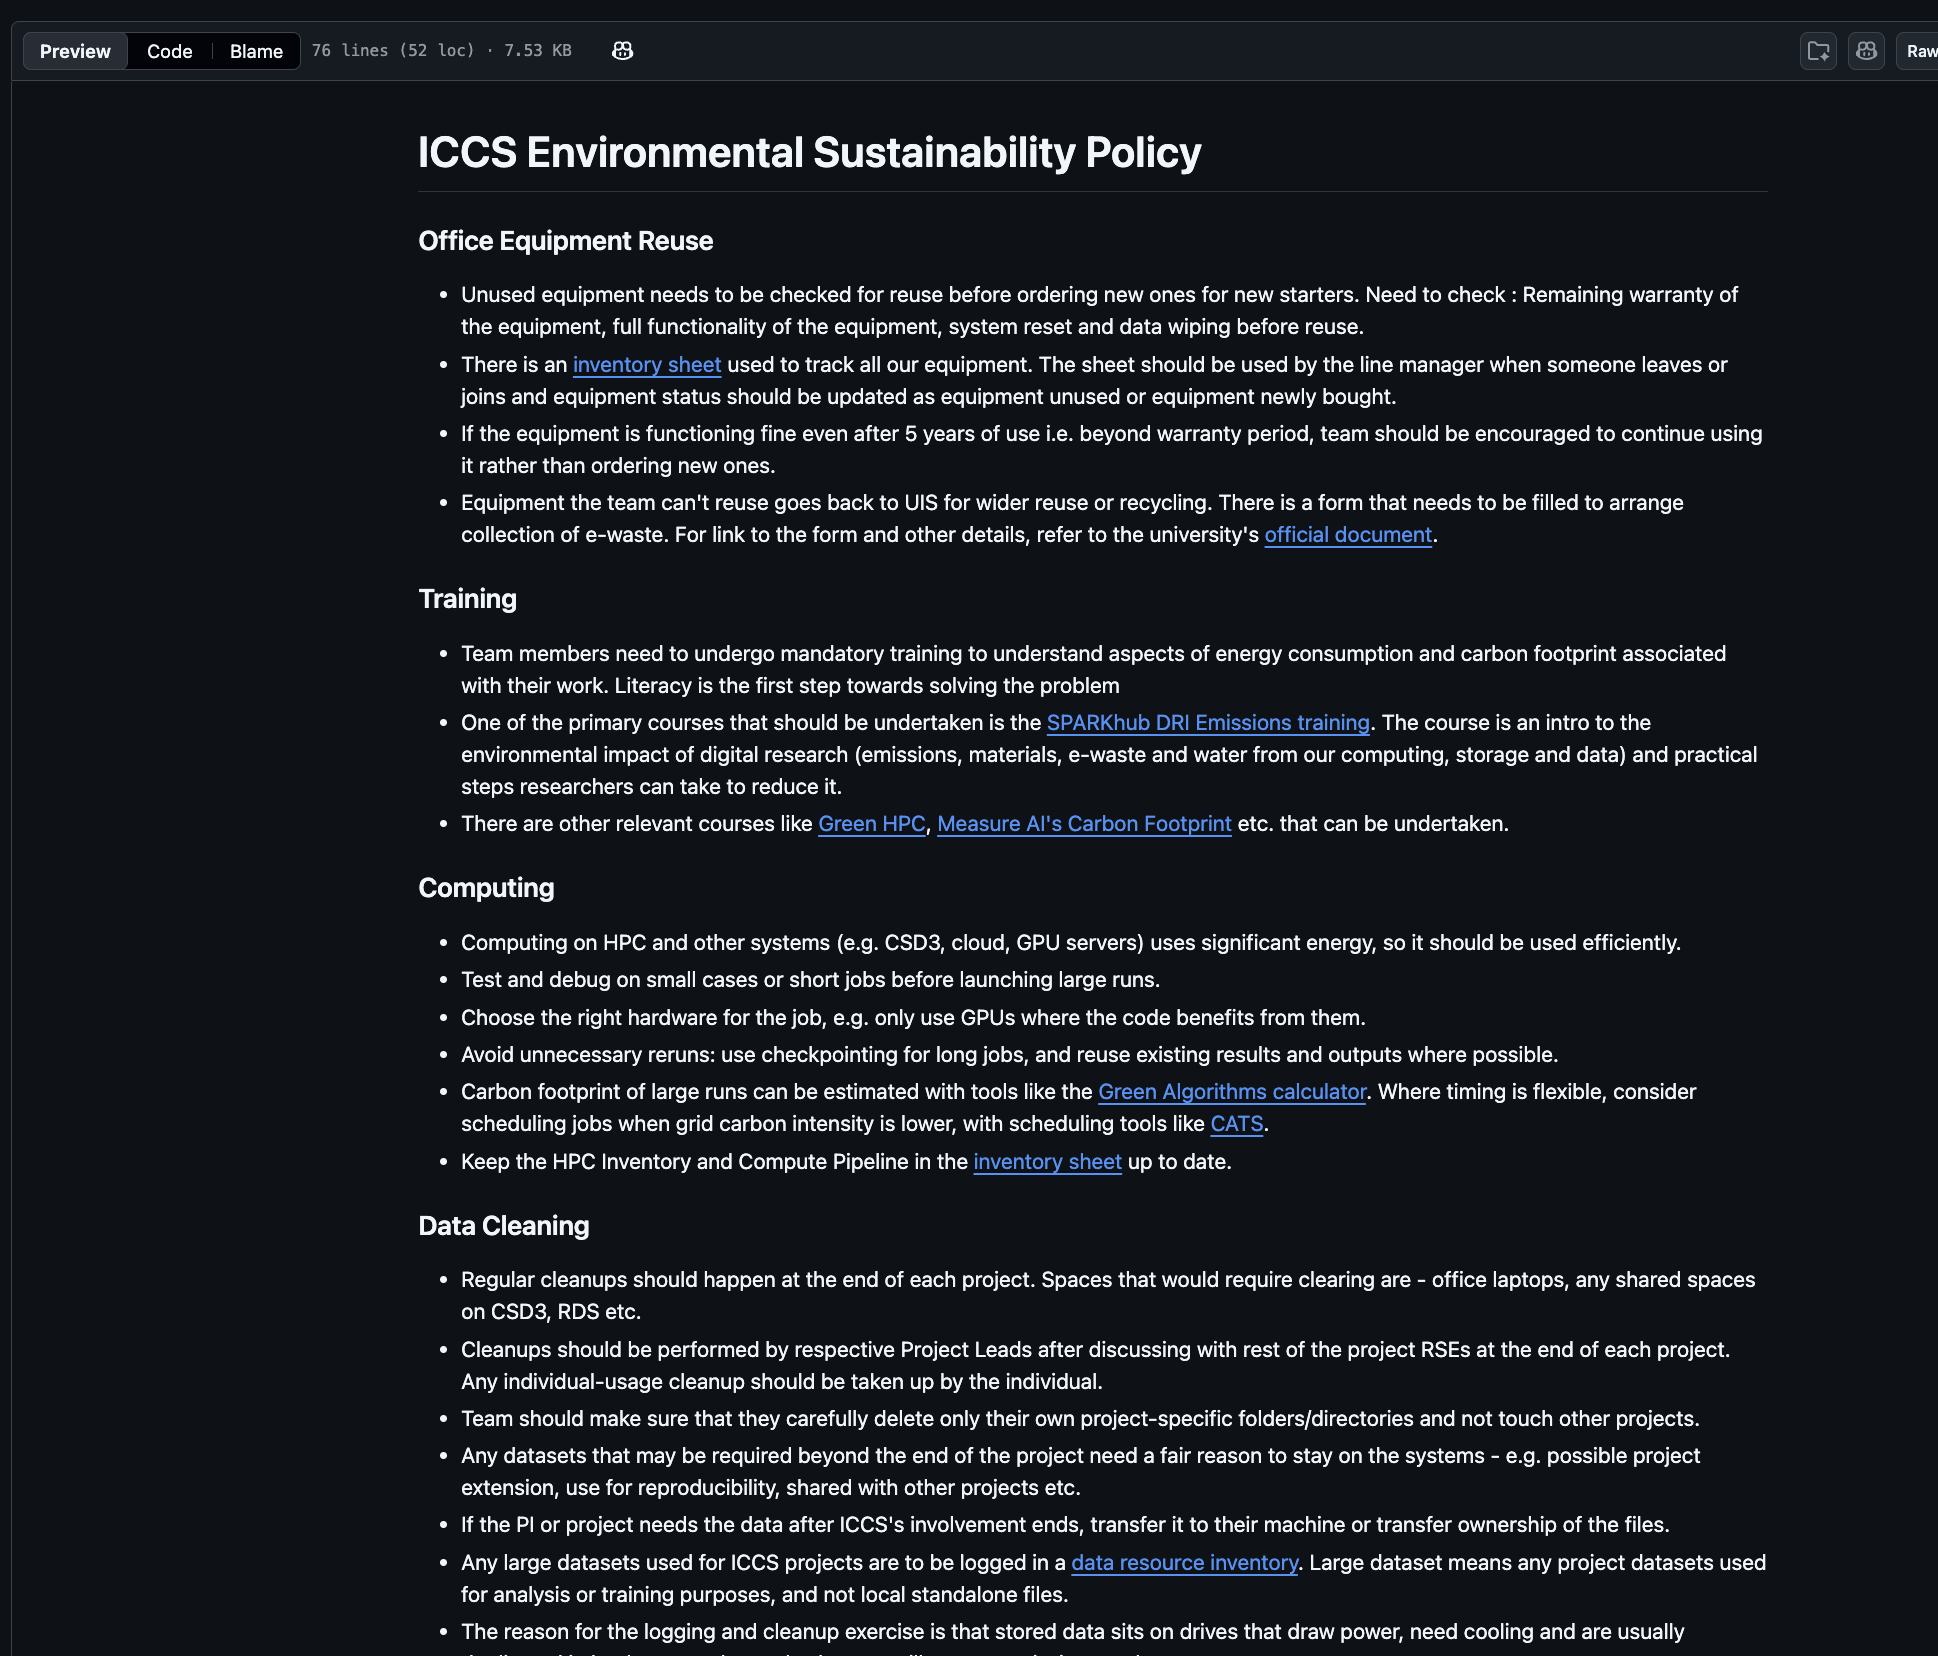 Preview Code Blame 76 lines (52 loc) · 7.53 KB Raw
ICCS Environmental Sustainability Policy
Office Equipment Reuse
• Unused equipment needs to be checked for reuse before ordering new ones for new starters. Need to check : Remaining warranty of
the equipment, full functionality of the equipment, system reset and data wiping before reuse.
• There is an inventory sheet used to track all our equipment. The sheet should be used by the line manager when someone leaves or
joins and equipment status should be updated as equipment unused or equipment newly bought.
• If the equipment is functioning fine even after 5 years of use i.e. beyond warranty period, team should be encouraged to continue using
it rather than ordering new ones.
• Equipment the team can't reuse goes back to UIS for wider reuse or recycling. There is a form that needs to be filled to arrange
collection of e-waste. For link to the form and other details, refer to the university's official document.
Training
• Team members need to undergo mandatory training to understand aspects of energy consumption and carbon footprint associated
with their work. Literacy is the first step towards solving the problem
• One of the primary courses that should be undertaken is the SPARKhub DRI Emissions training. The course is an intro to the
environmental impact of digital research (emissions, materials, e-waste and water from our computing, storage and data) and practical
steps researchers can take to reduce it.
• There are other relevant courses like Green HPC, Measure AI's Carbon Footprint etc. that can be undertaken.
Computing
• Computing on HPC and other systems (e.g. CSD3, cloud, GPU servers) uses significant energy, so it should be used efficiently.
• Test and debug on small cases or short jobs before launching large runs.
• Choose the right hardware for the job, e.g. only use GPUs where the code benefits from them.
• Avoid unnecessary reruns: use checkpointing for long jobs, and reuse existing results and outputs where possible.
• Carbon footprint of large runs can be estimated with tools like the Green Algorithms calculator. Where timing is flexible, consider
scheduling jobs when grid carbon intensity is lower, with scheduling tools like CATS.
• Keep the HPC Inventory and Compute Pipeline in the inventory sheet up to date.
Data Cleaning
• Regular cleanups should happen at the end of each project. Spaces that would require clearing are - office laptops, any shared spaces
on CSD3, RDS etc.
• Cleanups should be performed by respective Project Leads after discussing with rest of the project RSEs at the end of each project.
Any individual-usage cleanup should be taken up by the individual.
• Team should make sure that they carefully delete only their own project-specific folders/directories and not touch other projects.
• Any datasets that may be required beyond the end of the project need a fair reason to stay on the systems - e.g. possible project
extension, use for reproducibility, shared with other projects etc.
• If the PI or project needs the data after ICCS's involvement ends, transfer it to their machine or transfer ownership of the files.
• Any large datasets used for ICCS projects are to be logged in a data resource inventory. Large dataset means any project datasets used
for analysis or training purposes, and not local standalone files.
• The reason for the logging and cleanup exercise is that stored data sits on drives that draw power, need cooling and are usually